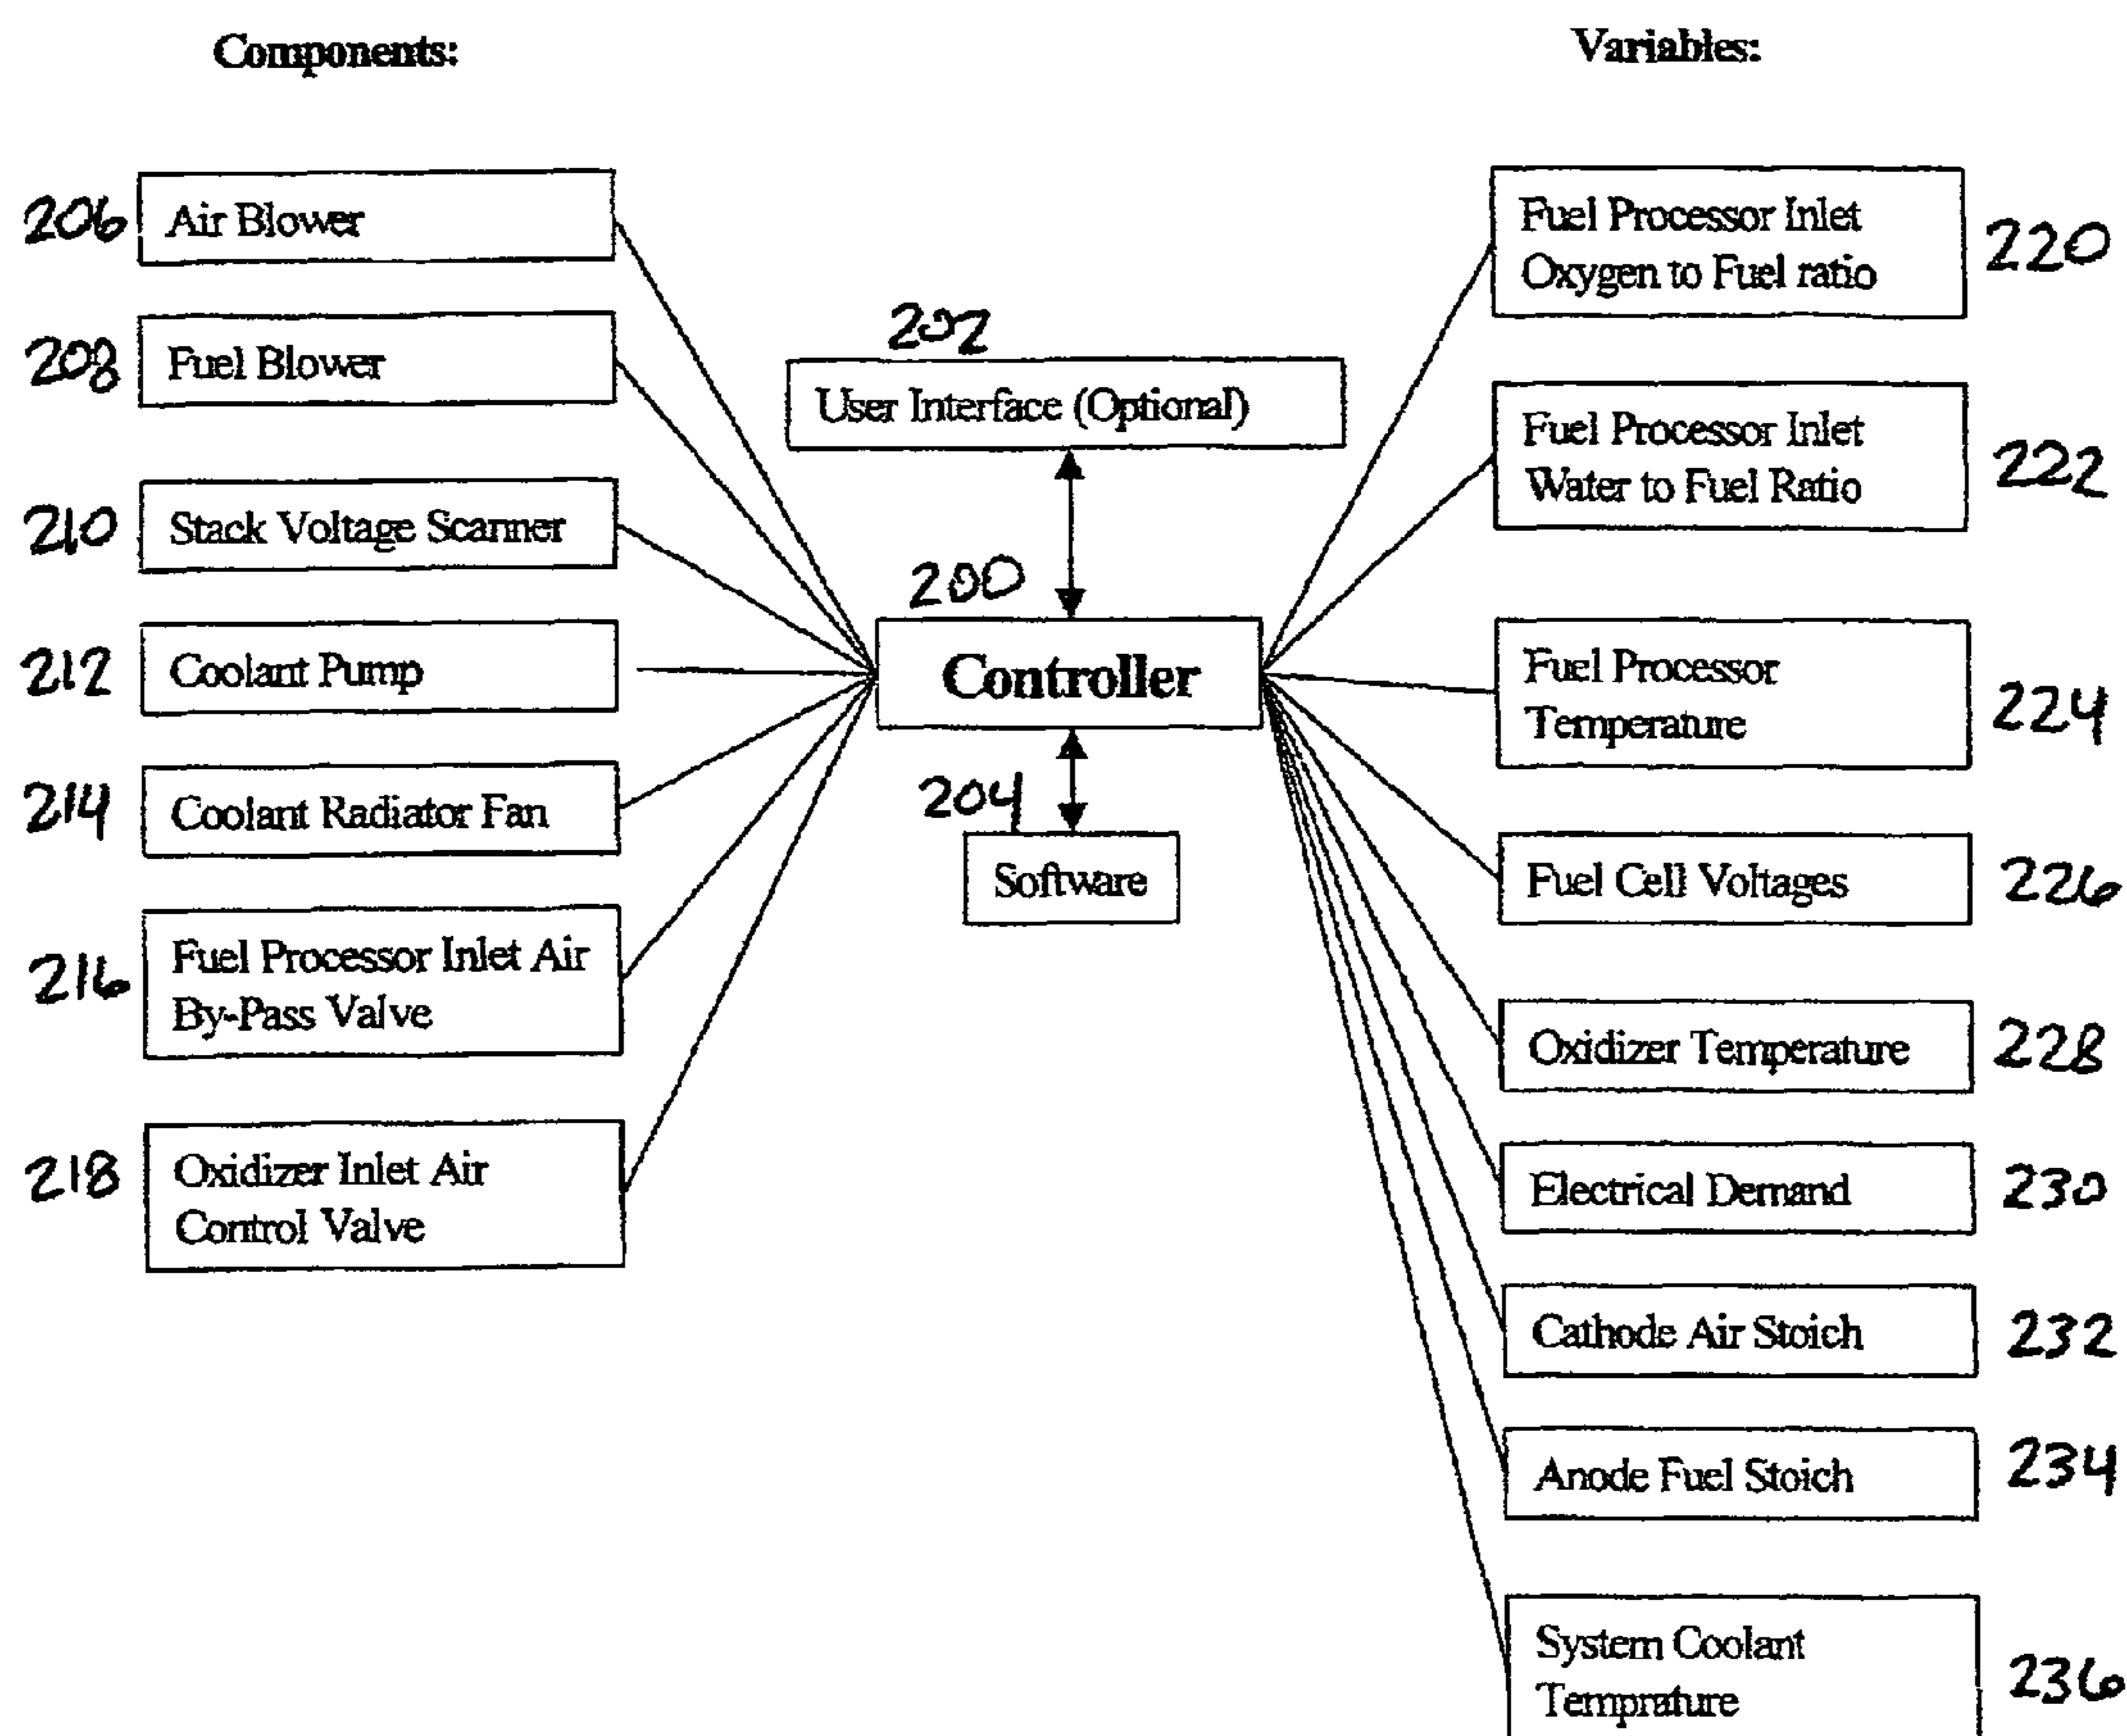 Components:
Variables:
206
Air Blower
208
Fuel Blower
210
Stack Voltage Scanner
212
Coolant Pump
214
Coolant Radiator Fan
216
Fuel Processor Inlet Air
By-Pass Valve
218
Oxidizer Inlet Air
Control Valve
202
User Interface (Optional)
200
Controller
204
Software
Fuel Processor Inlet
Oxygen to Fuel ratio
220
Fuel Processor Inlet
Water to Fuel Ratio
222
Fuel Processor
Temperature
224
Fuel Cell Voltages
226
Oxidizer Temperature
228
Electrical Demand
230
Cathode Air Stoich
232
Anode Fuel Stoich
234
System Coolant
Temprature
236